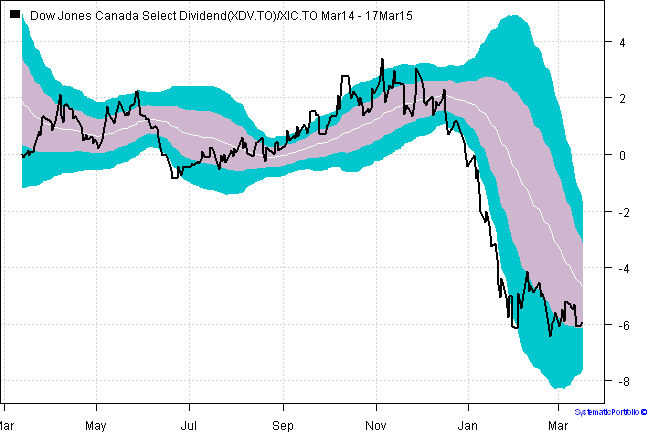 Dow Jones Canada Select Dividend(XDV.TO)/XIC.TO Mar14 - 17Mar15
4
2
0
-2
-4
-6
-8
Mar May Jul Sep Nov Jan Mar
SystematicPortfolio ©